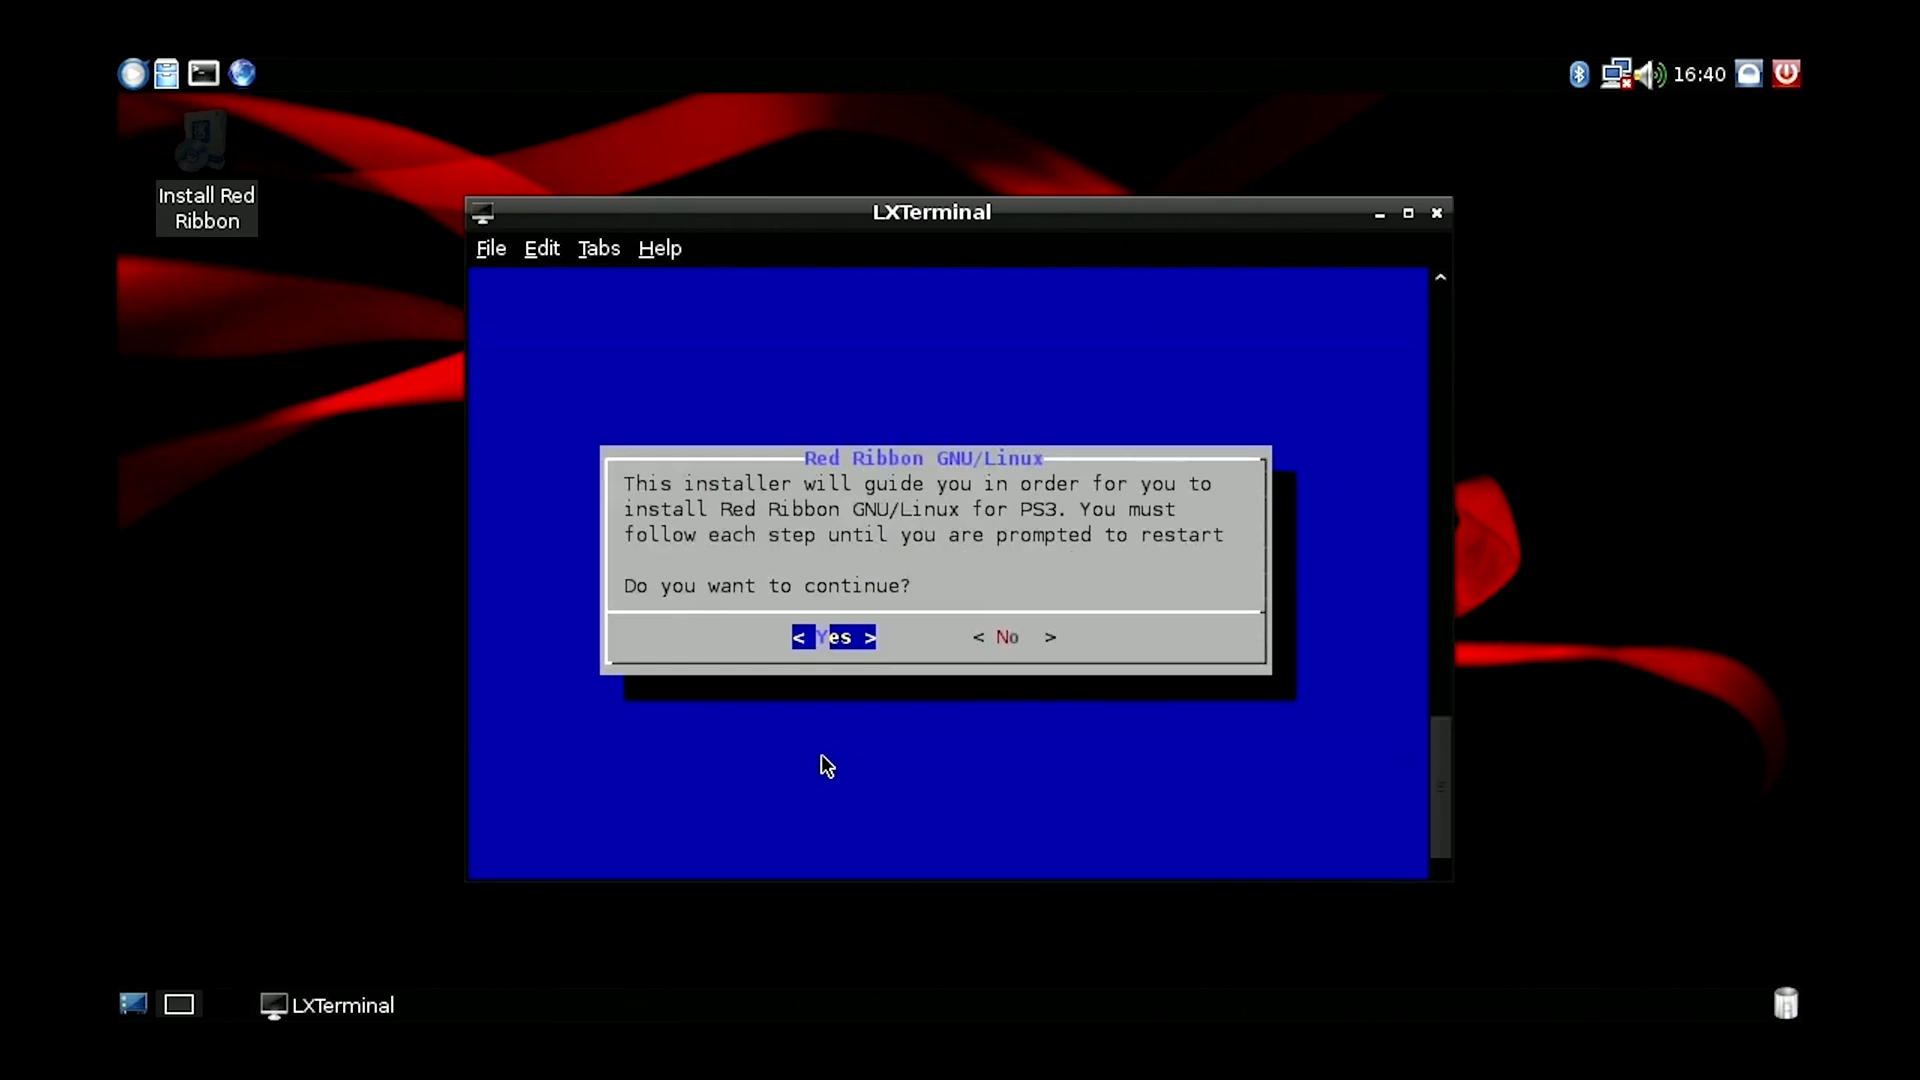 16:40
Install Red
Ribbon
LXTerminal
File Edit Tabs Help
Red Ribbon GNU/Linux
This installer will guide you in order for you to
install Red Ribbon GNU/Linux for PS3. You must
follow each step until you are prompted to restart
Do you want to continue?
< Yes > < No >
LXTerminal